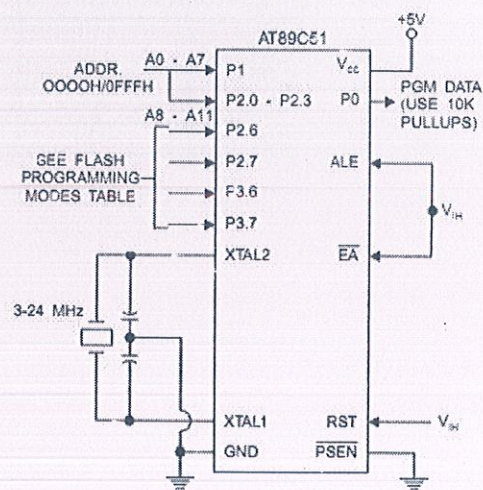 +5V
AT89C51
A0 - A7
ADDR.
OOOOH/OFFFH
P1
Vcc
P2.0 - P2.3
P0
PGM DATA
(USE 10K
PULLUPS)
A8 - A11
P2.6
GEE FLASH
PROGRAMMING
MODES TABLE
P2.7
ALE
F3.6
P3.7
VIH
XTAL2
EA
3-24 MHz
XTAL1
RST
VIH
GND
PSEN